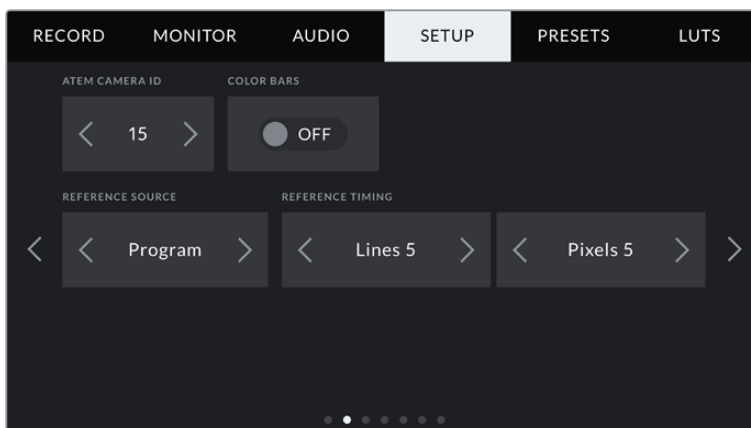 RECORD MONITOR AUDIO SETUP PRESETS LUTS
ATEM CAMERA ID COLOR BARS
15 OFF
REFERENCE SOURCE REFERENCE TIMING
Program Lines 5 Pixels 5